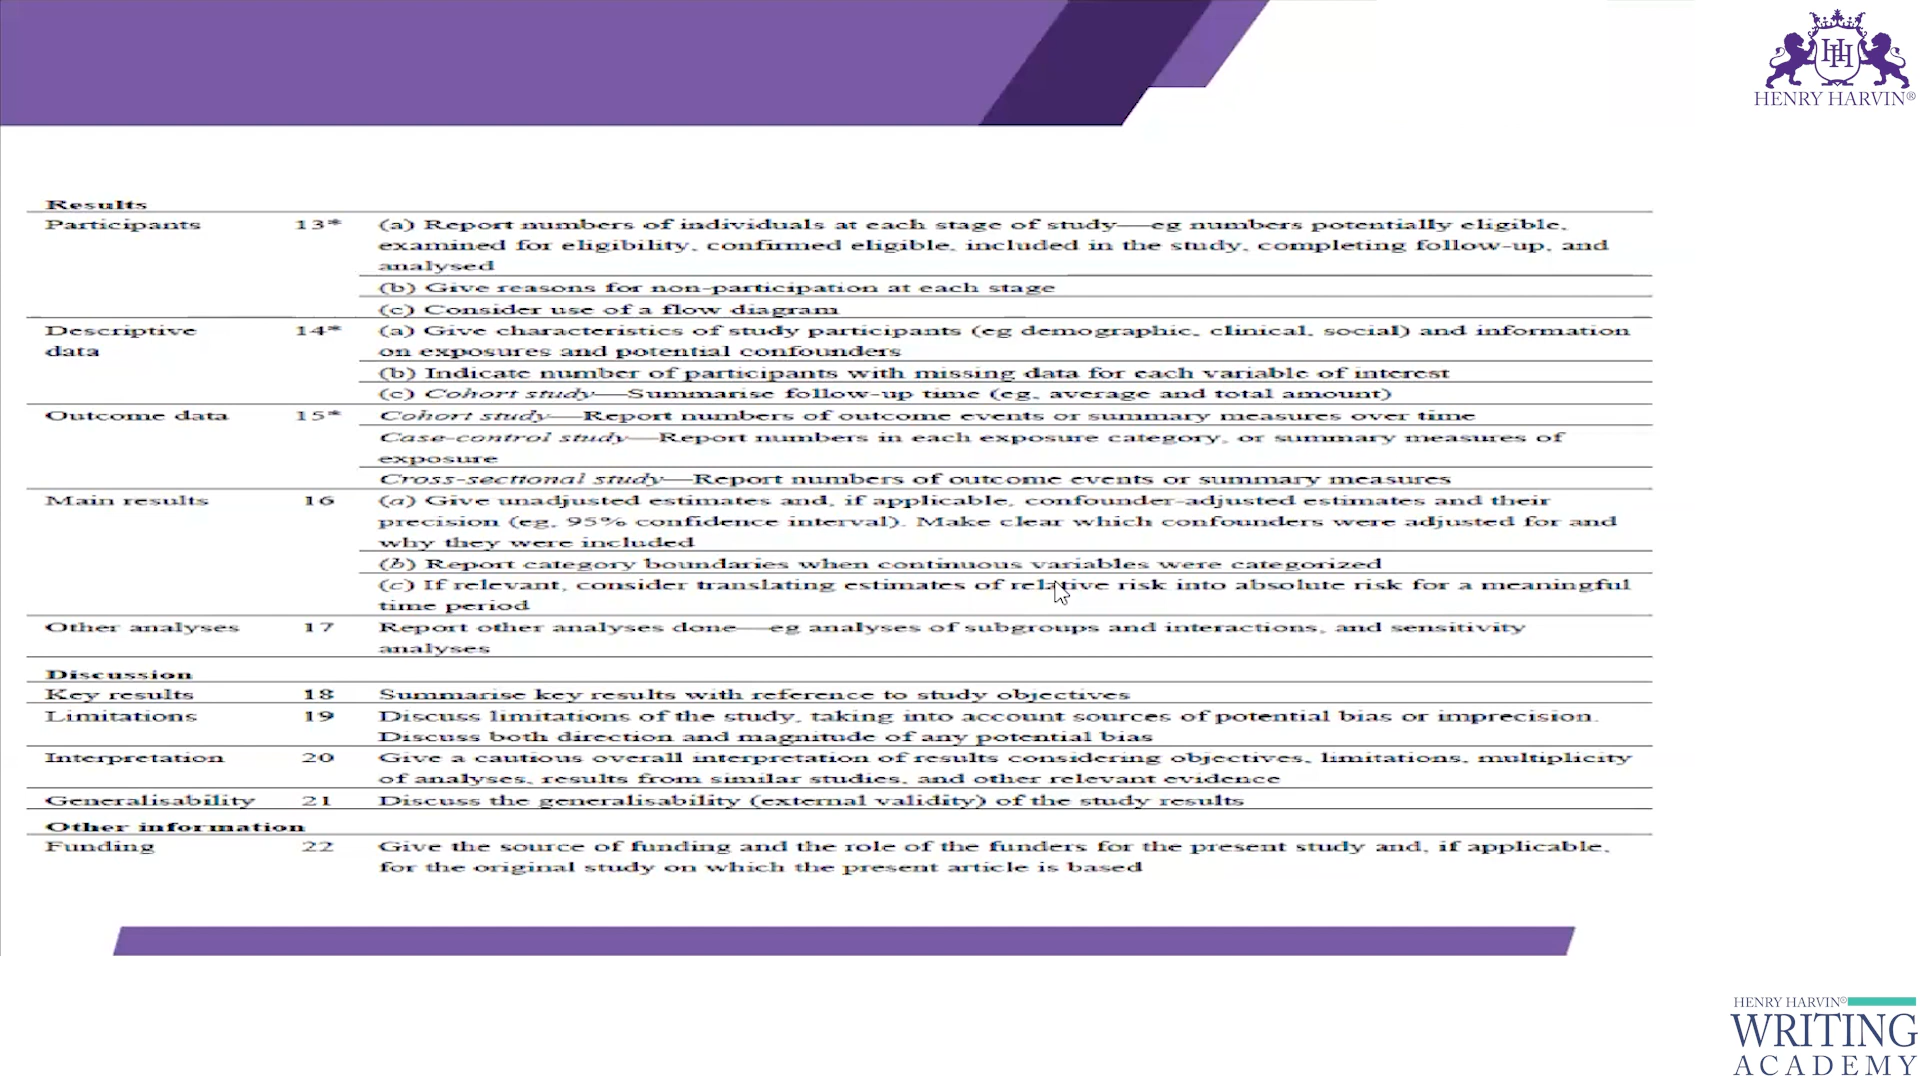 HENRY HARVIN®
Results
Participants 13* (a) Report numbers of individuals at each stage of study—eg numbers potentially eligible,
examined for eligibility, confirmed eligible, included in the study, completing follow-up, and
analysed
(b) Give reasons for non-participation at each stage
(c) Consider use of a flow diagram
Descriptive 14* (a) Give characteristics of study participants (eg demographic, clinical, social) and information
data on exposures and potential confounders
(b) Indicate number of participants with missing data for each variable of interest
(c) Cohort study—Summarise follow-up time (eg, average and total amount)
Outcome data 15* Cohort study—Report numbers of outcome events or summary measures over time
Case-control study—Report numbers in each exposure category, or summary measures of
exposure
Cross-sectional study—Report numbers of outcome events or summary measures
Main results 16 (a) Give unadjusted estimates and, if applicable, confounder-adjusted estimates and their
precision (eg, 95% confidence interval). Make clear which confounders were adjusted for and
why they were included
(b) Report category boundaries when continuous variables were categorized
(c) If relevant, consider translating estimates of relative risk into absolute risk for a meaningful
time period
Other analyses 17 Report other analyses done—eg analyses of subgroups and interactions, and sensitivity
analyses
Discussion
Key results 18 Summarise key results with reference to study objectives
Limitations 19 Discuss limitations of the study, taking into account sources of potential bias or imprecision.
Discuss both direction and magnitude of any potential bias
Interpretation 20 Give a cautious overall interpretation of results considering objectives, limitations, multiplicity
of analyses, results from similar studies, and other relevant evidence
Generalisability 21 Discuss the generalisability (external validity) of the study results
Other information
Funding 22 Give the source of funding and the role of the funders for the present study and, if applicable,
for the original study on which the present article is based
HENRY HARVIN®
WRITING
ACADEMY